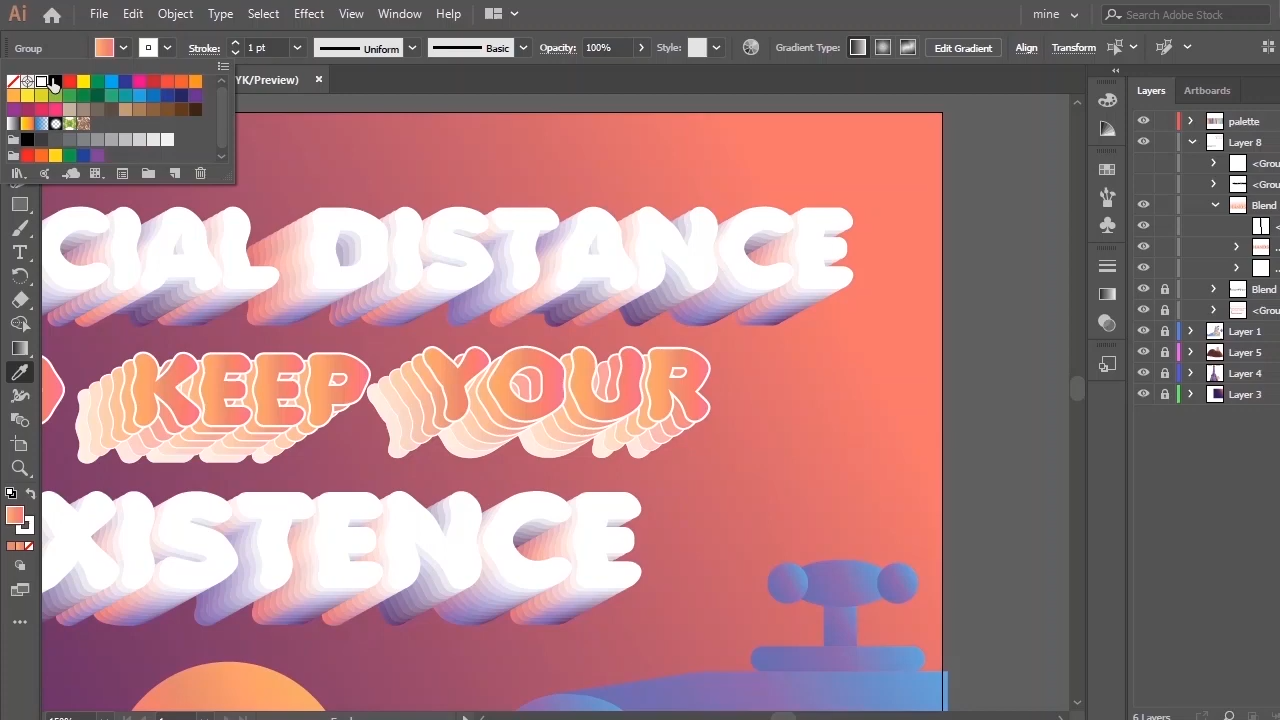 Ai File Edit Object Type Select Effect View Window Help mine Search Adobe Stock
Group Stroke: 1 pt Uniform Basic Opacity: 100% Style: Gradient Type: Edit Gradient Align Transform
YK/Preview) ×
Layers Artboards
palette
Layer 8
<Grou
<Grou
Blend
<
...
Blend
<Grou
Layer 1
Layer 5
Layer 4
Layer 3
CIAL DISTANCE
KEEP YOUR
XISTENCE
6 Layers